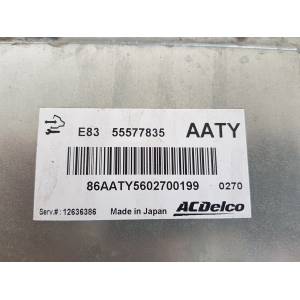 E83 55577835 AATY
86AATY5602700199 0270
Serv.#: 12636386 Made in Japan ACDelco